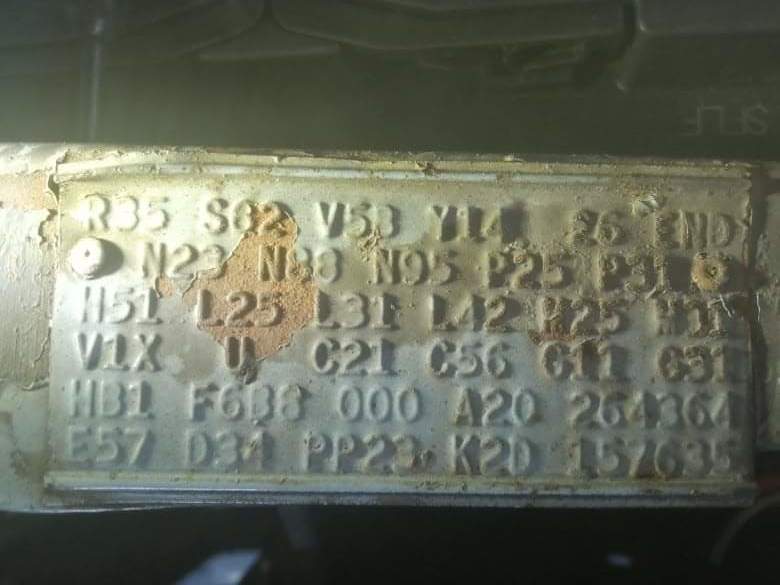 R35 S62 V53 Y14 26 END
N23 N88 N95 P25 P31
H51 L25 L31 L42 M25 M31
V1X U C21 C56 G11 G31
HB1 F6B8 000 A20 264364
E57 D34 PP23 K2D 157635